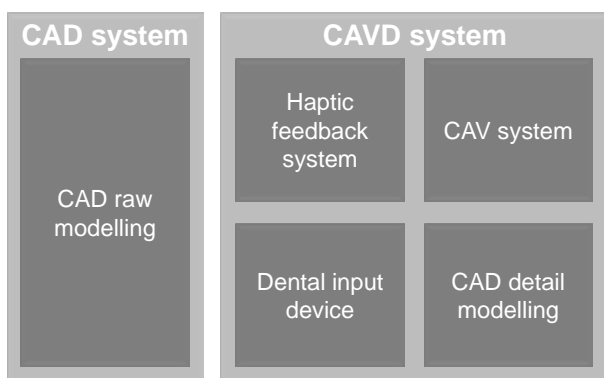 CAD system
CAD raw
modelling
CAVD system
Haptic
feedback
system
CAV system
Dental input
device
CAD detail
modelling